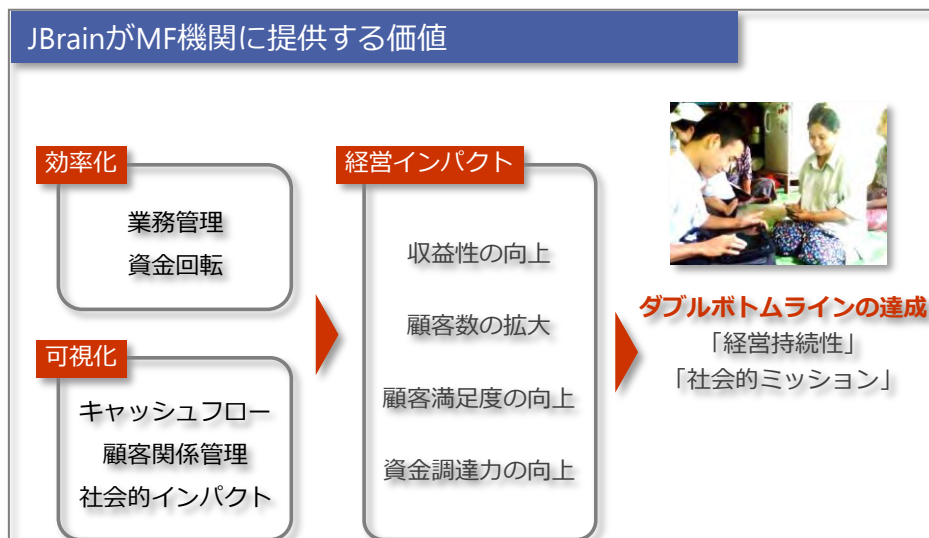 JBrainがMF機関に提供する価値
効率化
業務管理
資金回転
可視化
キャッシュフロー
顧客関係管理
社会的インパクト
経営インパクト
収益性の向上
顧客数の拡大
顧客満足度の向上
資金調達力の向上
ダブルボトムラインの達成
「経営持続性」
「社会的ミッション」